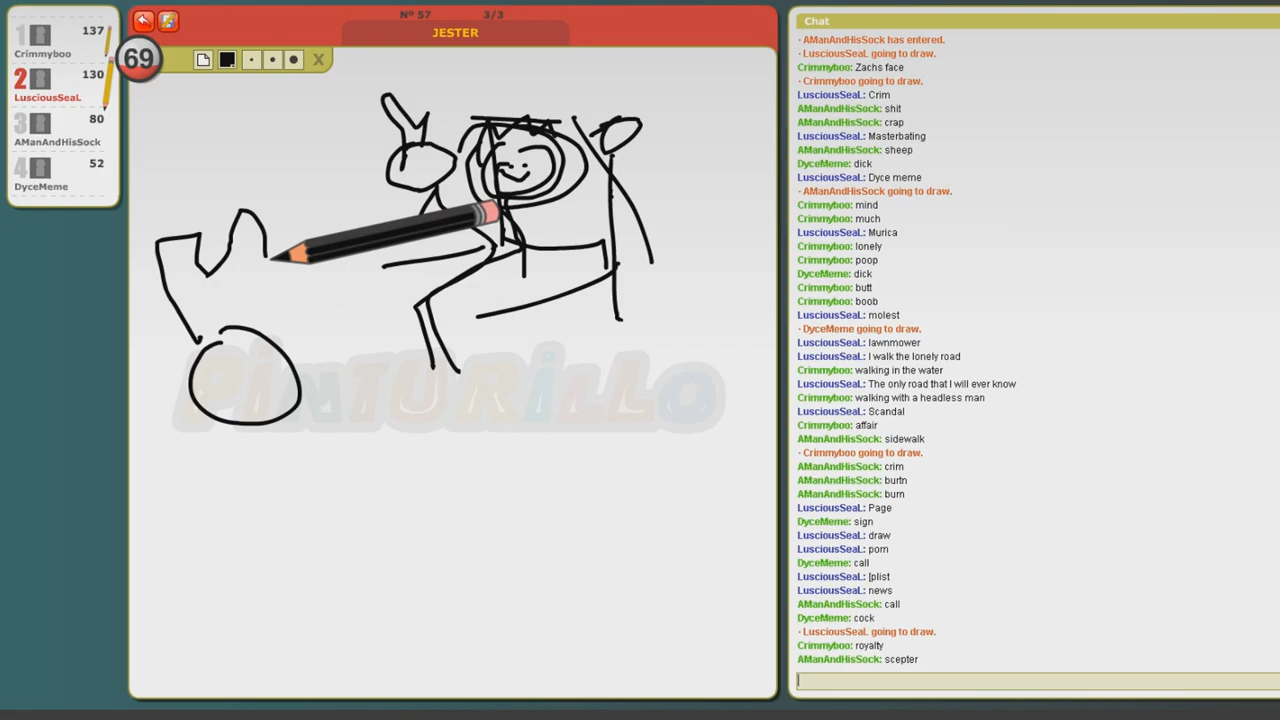 1 137
Crimmyboo
2 130
LusciousSeaL
3 80
AManAndHisSock
4 52
DyceMeme
69
Nº 57 3/3
JESTER
X
PiNTURiLLO
Chat
· AManAndHisSock has entered.
· LusciousSeaL going to draw.
Crimmyboo: Zachs face
· Crimmyboo going to draw.
LusciousSeaL: Crim
AManAndHisSock: shit
AManAndHisSock: crap
LusciousSeaL: Masterbating
AManAndHisSock: sheep
DyceMeme: dick
LusciousSeaL: Dyce meme
· AManAndHisSock going to draw.
Crimmyboo: mind
Crimmyboo: much
LusciousSeaL: Murica
Crimmyboo: lonely
Crimmyboo: poop
DyceMeme: dick
Crimmyboo: butt
Crimmyboo: boob
LusciousSeaL: molest
· DyceMeme going to draw.
LusciousSeaL: lawnmower
LusciousSeaL: I walk the lonely road
Crimmyboo: walking in the water
LusciousSeaL: The only road that I will ever know
Crimmyboo: walking with a headless man
LusciousSeaL: Scandal
Crimmyboo: affair
AManAndHisSock: sidewalk
· Crimmyboo going to draw.
AManAndHisSock: crim
AManAndHisSock: burtn
AManAndHisSock: burn
LusciousSeaL: Page
DyceMeme: sign
LusciousSeaL: draw
LusciousSeaL: porn
DyceMeme: call
LusciousSeaL: [plist
LusciousSeaL: news
AManAndHisSock: call
DyceMeme: cock
· LusciousSeaL going to draw.
Crimmyboo: royalty
AManAndHisSock: scepter